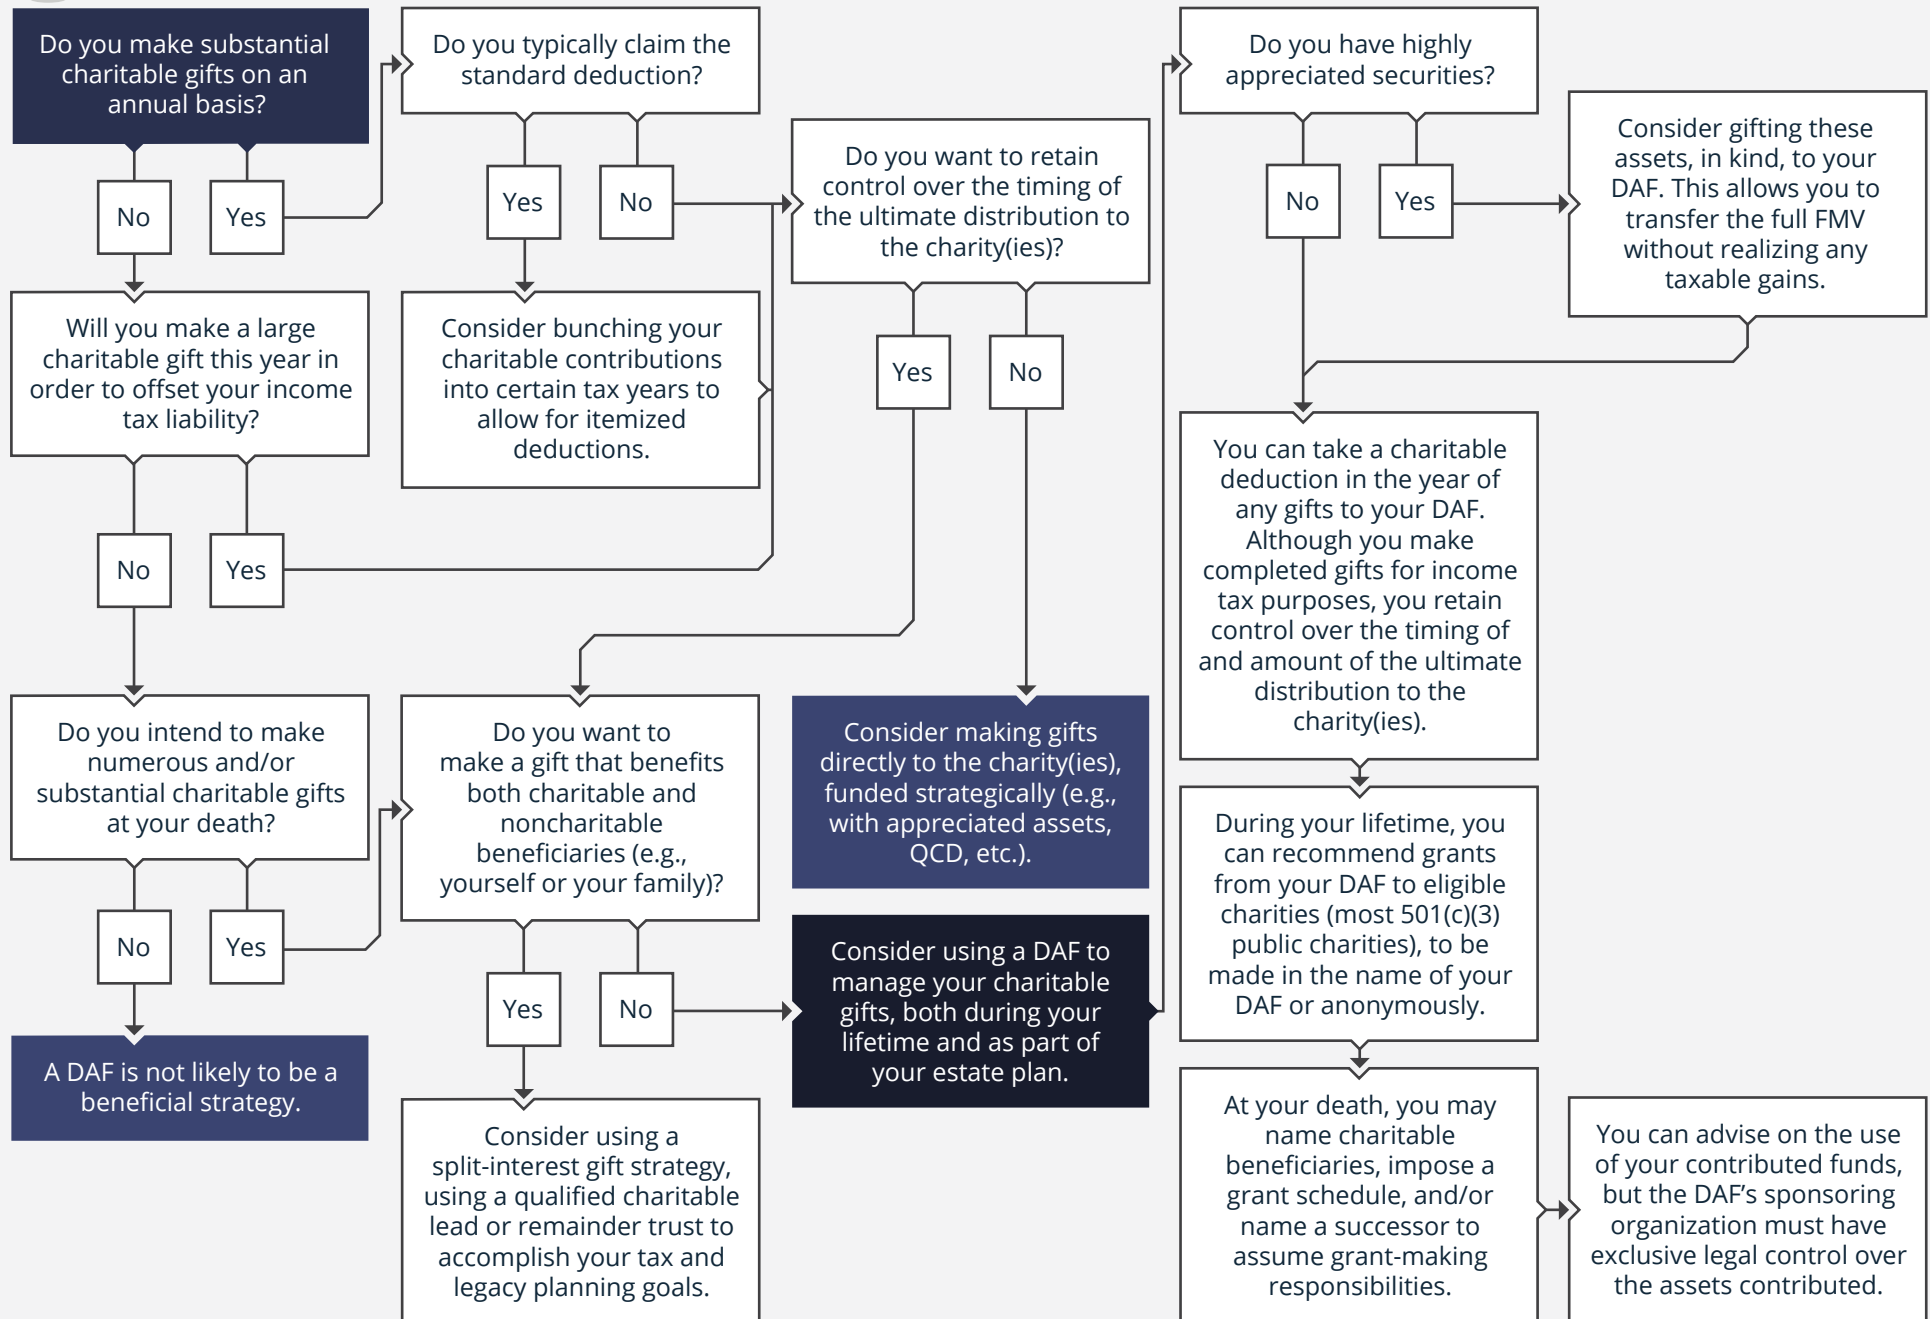 Do you make substantial
charitable gifts on an
annual basis?
No
Yes
Will you make a large
charitable gift this year in
order to offset your income
tax liability?
No
Yes
Do you intend to make
numerous and/or
substantial charitable gifts
at your death?
No
Yes
A DAF is not likely to be a
beneficial strategy.
Do you typically claim the
standard deduction?
Yes
No
Consider bunching your
charitable contributions
into certain tax years to
allow for itemized
deductions.
Do you want to retain
control over the timing of
the ultimate distribution to
the charity(ies)?
Yes
No
Do you want to
make a gift that benefits
both charitable and
noncharitable
beneficiaries (e.g.,
yourself or your family)?
Yes
No
Consider using a
split-interest gift strategy,
using a qualified charitable
lead or remainder trust to
accomplish your tax and
legacy planning goals.
Consider making gifts
directly to the charity(ies),
funded strategically (e.g.,
with appreciated assets,
QCD, etc.).
Consider using a DAF to
manage your charitable
gifts, both during your
lifetime and as part of
your estate plan.
Do you have highly
appreciated securities?
No
Yes
Consider gifting these
assets, in kind, to your
DAF. This allows you to
transfer the full FMV
without realizing any
taxable gains.
You can take a charitable
deduction in the year of
any gifts to your DAF.
Although you make
completed gifts for income
tax purposes, you retain
control over the timing of
and amount of the ultimate
distribution to the
charity(ies).
During your lifetime, you
can recommend grants
from your DAF to eligible
charities (most 501(c)(3)
public charities), to be
made in the name of your
DAF or anonymously.
At your death, you may
name charitable
beneficiaries, impose a
grant schedule, and/or
name a successor to
assume grant-making
responsibilities.
You can advise on the use
of your contributed funds,
but the DAF’s sponsoring
organization must have
exclusive legal control over
the assets contributed.